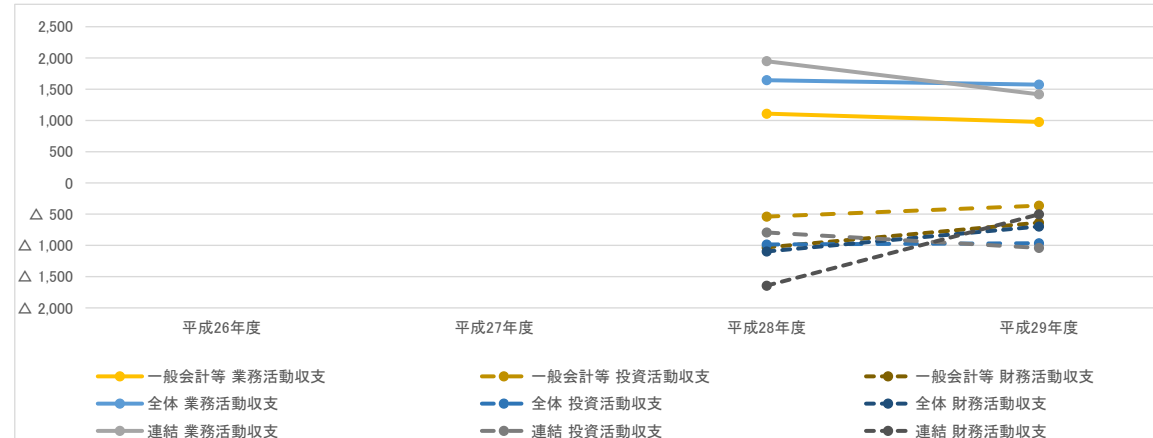 2,500
2,000
1,500
1,000
500
0
△ 500
△ 1,000
△ 1,500
△ 2,000
平成26年度 平成27年度 平成28年度 平成29年度
一般会計等 業務活動収支 一般会計等 投資活動収支 一般会計等 財務活動収支
全体 業務活動収支 全体 投資活動収支 全体 財務活動収支
連結 業務活動収支 連結 投資活動収支 連結 財務活動収支